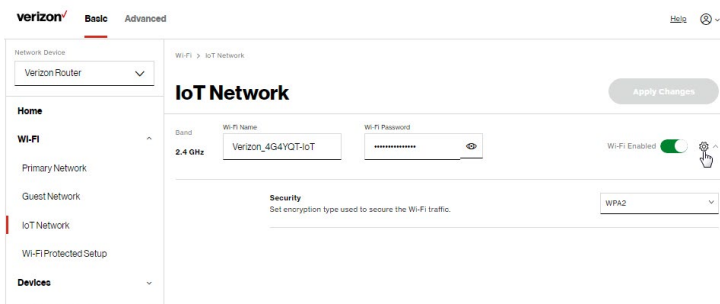 verizon Basic Advanced Help
Network Device
Verizon Router
Home
Wi-Fi
Primary Network
Guest Network
IoT Network
Wi-Fi Protected Setup
Devices
Wi-Fi > IoT Network
IoT Network
Apply Changes
Band
2.4 GHz
Wi-Fi Name
Verizon_4G4YQT-IoT
Wi-Fi Password
•••••••••••••••
Wi-Fi Enabled
Security
Set encryption type used to secure the Wi-Fi traffic.
WPA2